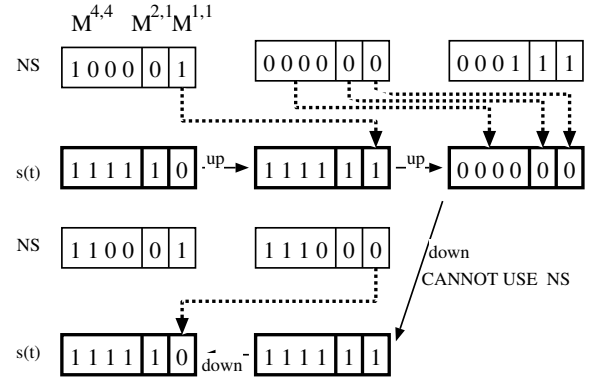 M^{4,4} M^{2,1} M^{1,1}
NS 1 0 0 0 0 1 0 0 0 0 0 0 0 0 0 1 1 1
s(t) 1 1 1 1 1 0 up 1 1 1 1 1 1 up 0 0 0 0 0 0
NS 1 1 0 0 0 1 1 1 1 0 0 0 down
CANNOT USE NS
s(t) 1 1 1 1 1 0 down 1 1 1 1 1 1